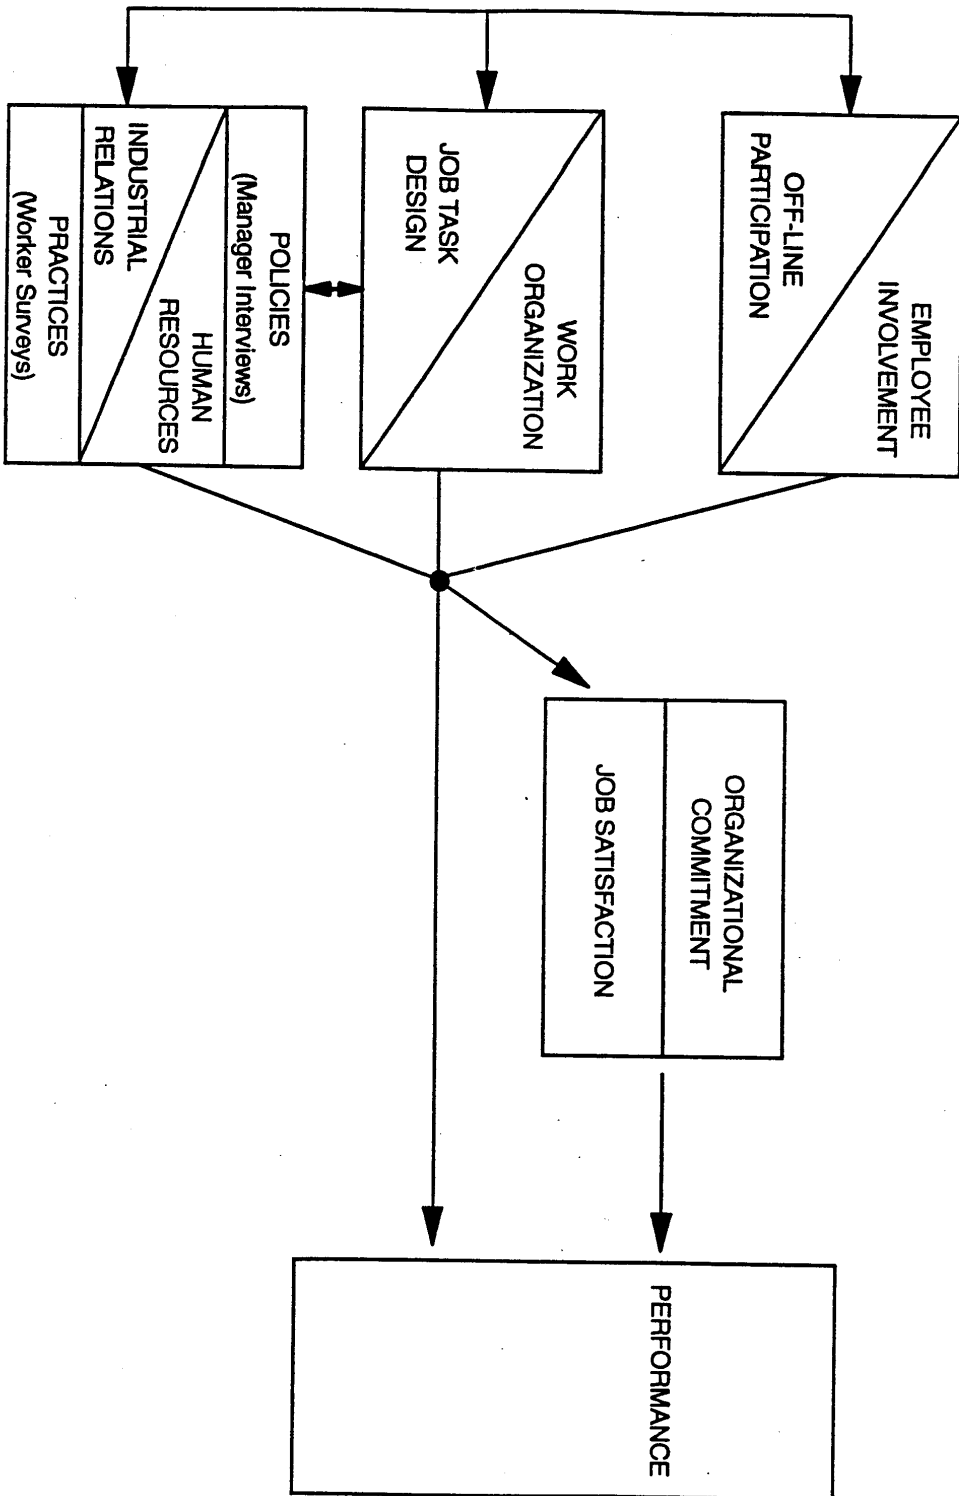 EMPLOYEE
INVOLVEMENT
OFF-LINE
PARTICIPATION
WORK
ORGANIZATION
JOB TASK
DESIGN
POLICIES
(Manager Interviews)
HUMAN
RESOURCES
INDUSTRIAL
RELATIONS
PRACTICES
(Worker Surveys)
ORGANIZATIONAL
COMMITMENT
JOB SATISFACTION
PERFORMANCE